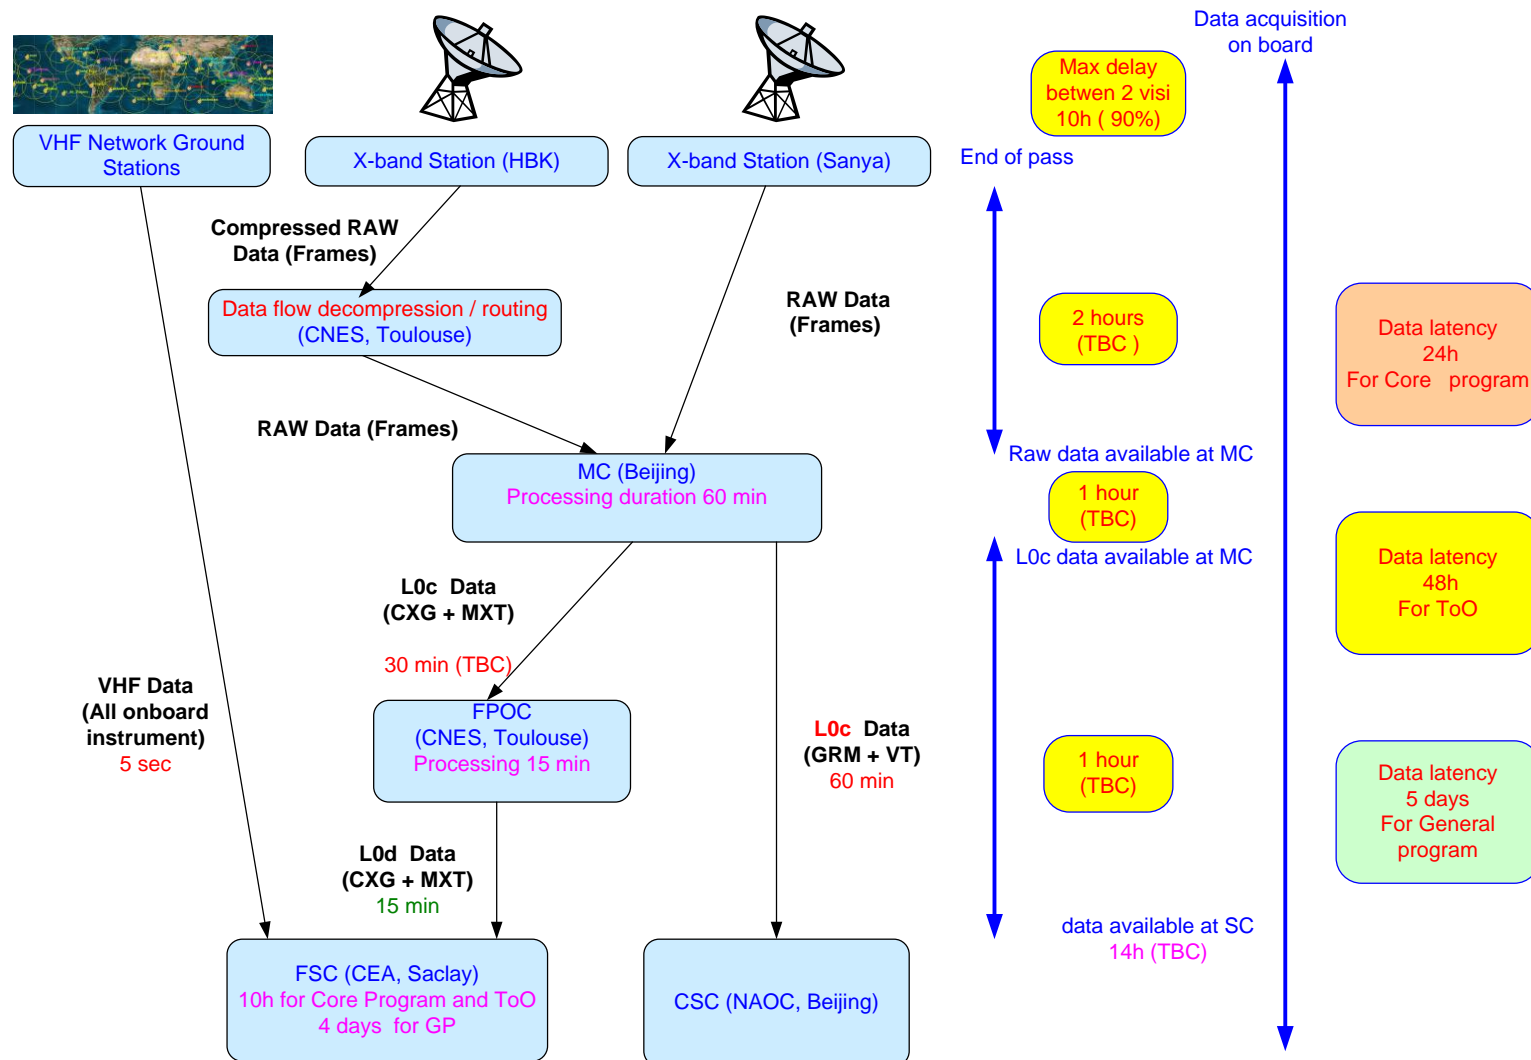 Data acquisition
on board
Max delay
betwen 2 visi
10h ( 90%)
VHF Network Ground
Stations
X-band Station (HBK)
X-band Station (Sanya)
End of pass
Compressed RAW
Data (Frames)
Data flow decompression / routing
(CNES, Toulouse)
RAW Data
(Frames)
2 hours
(TBC )
Data latency
24h
For Core program
RAW Data (Frames)
MC (Beijing)
Processing duration 60 min
Raw data available at MC
1 hour
(TBC)
L0c data available at MC
L0c Data
(CXG + MXT)
30 min (TBC)
Data latency
48h
For ToO
VHF Data
(All onboard
instrument)
5 sec
FPOC
(CNES, Toulouse)
Processing 15 min
L0c Data
(GRM + VT)
60 min
1 hour
(TBC)
Data latency
5 days
For General
program
L0d Data
(CXG + MXT)
15 min
data available at SC
14h (TBC)
FSC (CEA, Saclay)
10h for Core Program and ToO
4 days for GP
CSC (NAOC, Beijing)